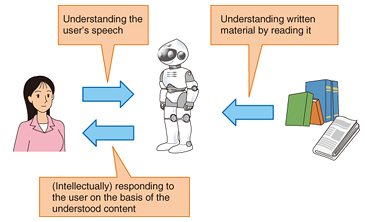 Understanding the
user's speech
Understanding written
material by reading it
(Intellectually) responding to
the user on the basis of the
understood content